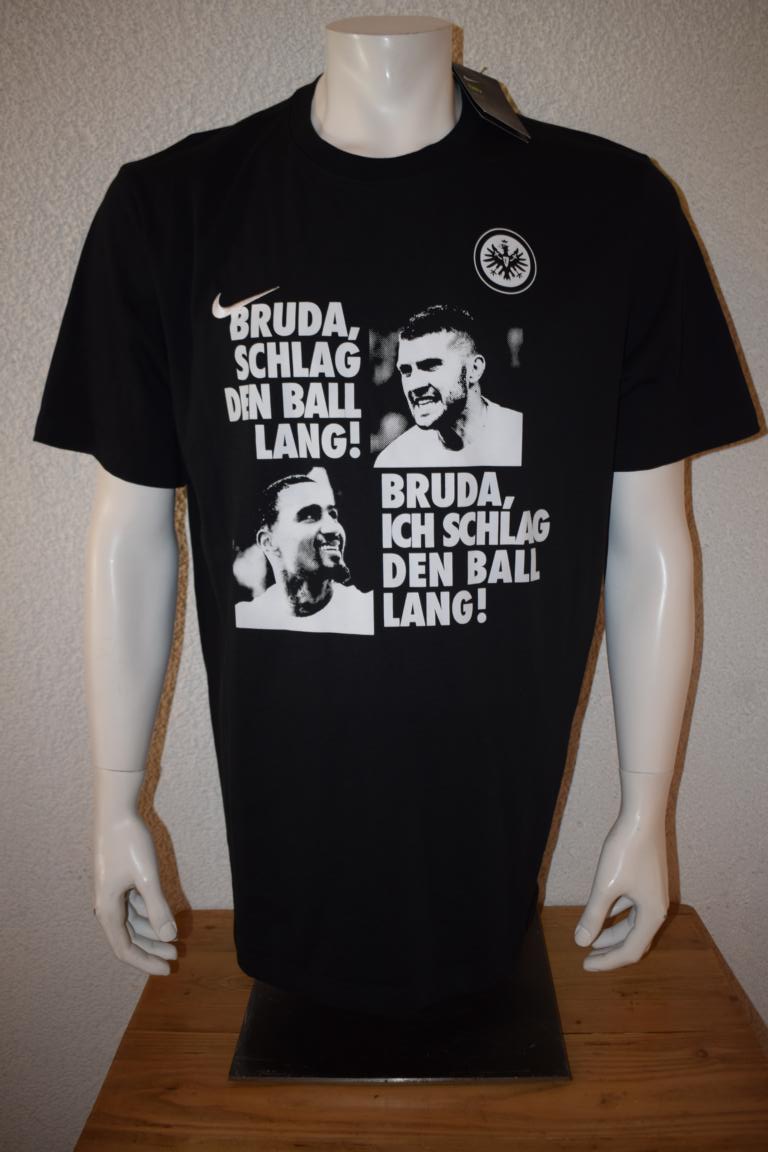 BRUDA,
SCHLAG
DEN BALL
LANG!
BRUDA,
ICH SCHLAG
DEN BALL
LANG!